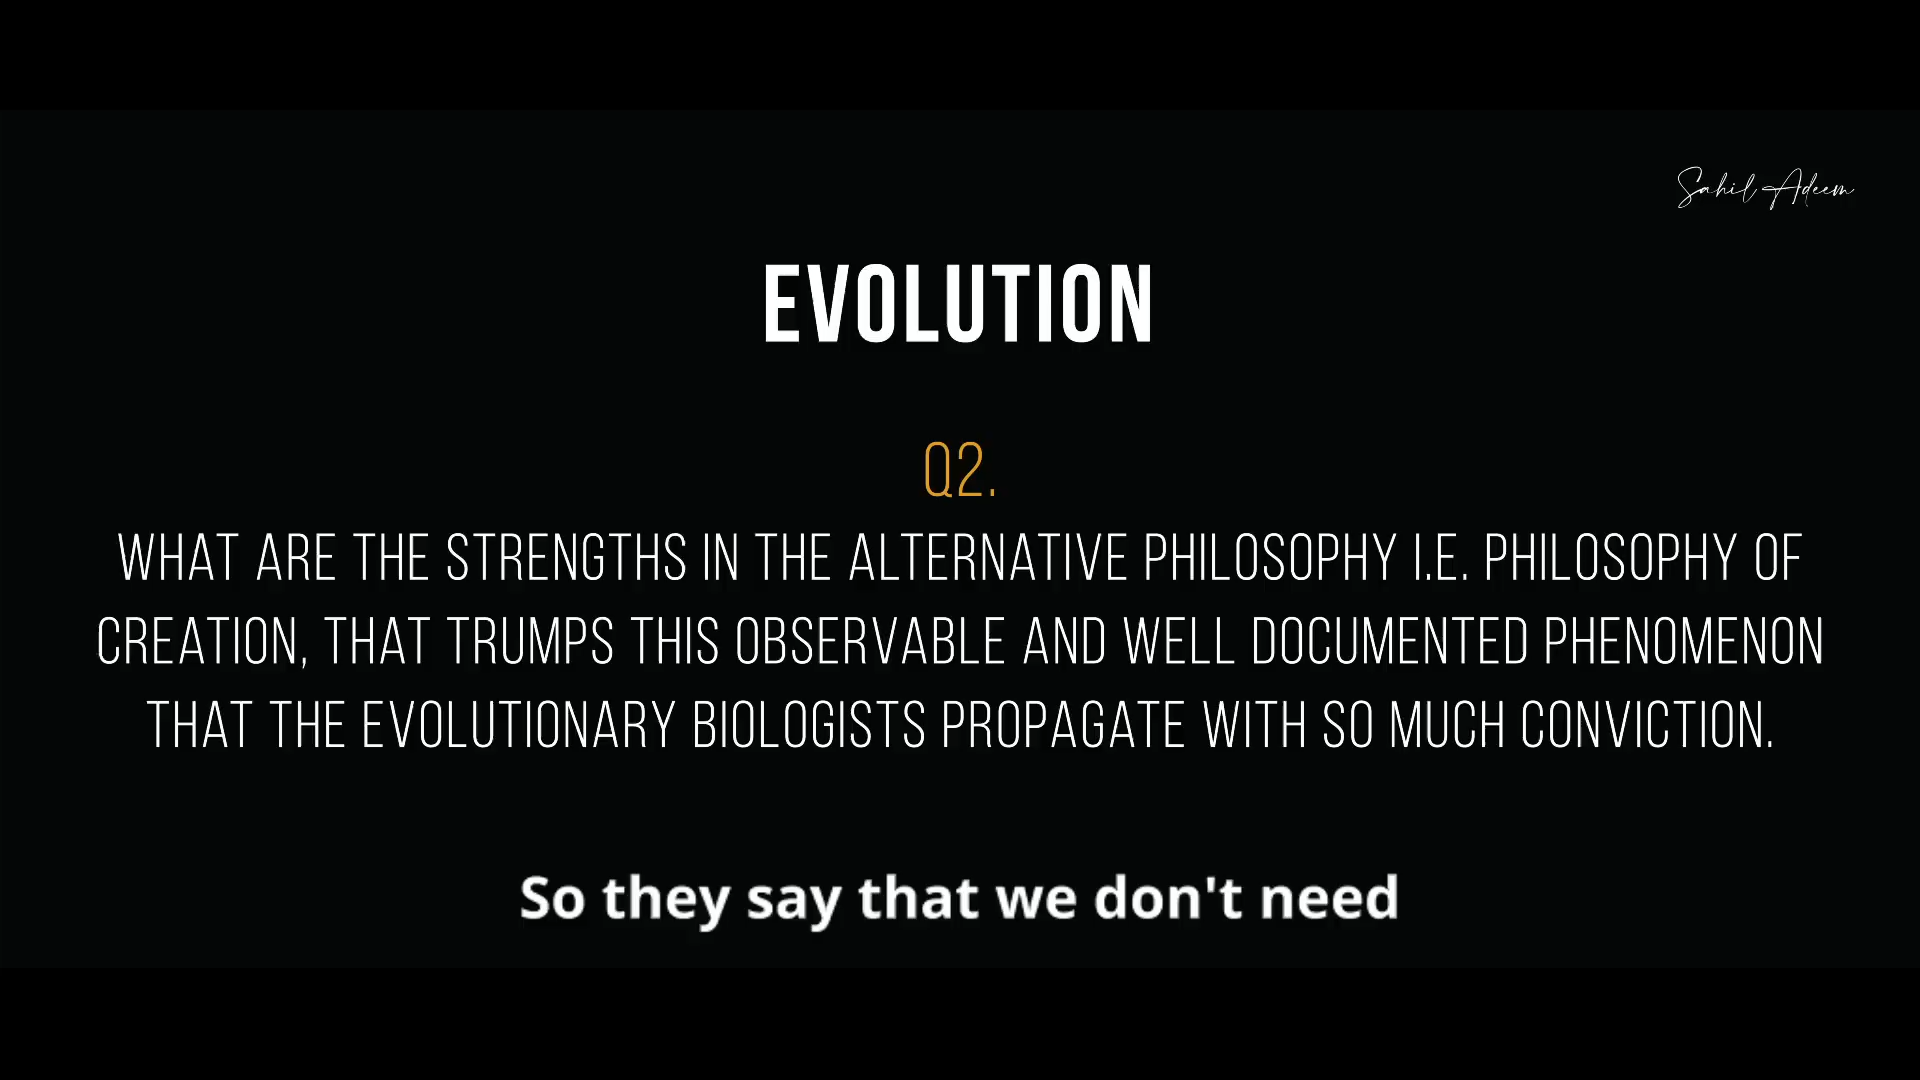 Sahil Adeem
EVOLUTION
Q2.
WHAT ARE THE STRENGTHS IN THE ALTERNATIVE PHILOSOPHY I.E. PHILOSOPHY OF
CREATION, THAT TRUMPS THIS OBSERVABLE AND WELL DOCUMENTED PHENOMENON
THAT THE EVOLUTIONARY BIOLOGISTS PROPAGATE WITH SO MUCH CONVICTION.
So they say that we don't need